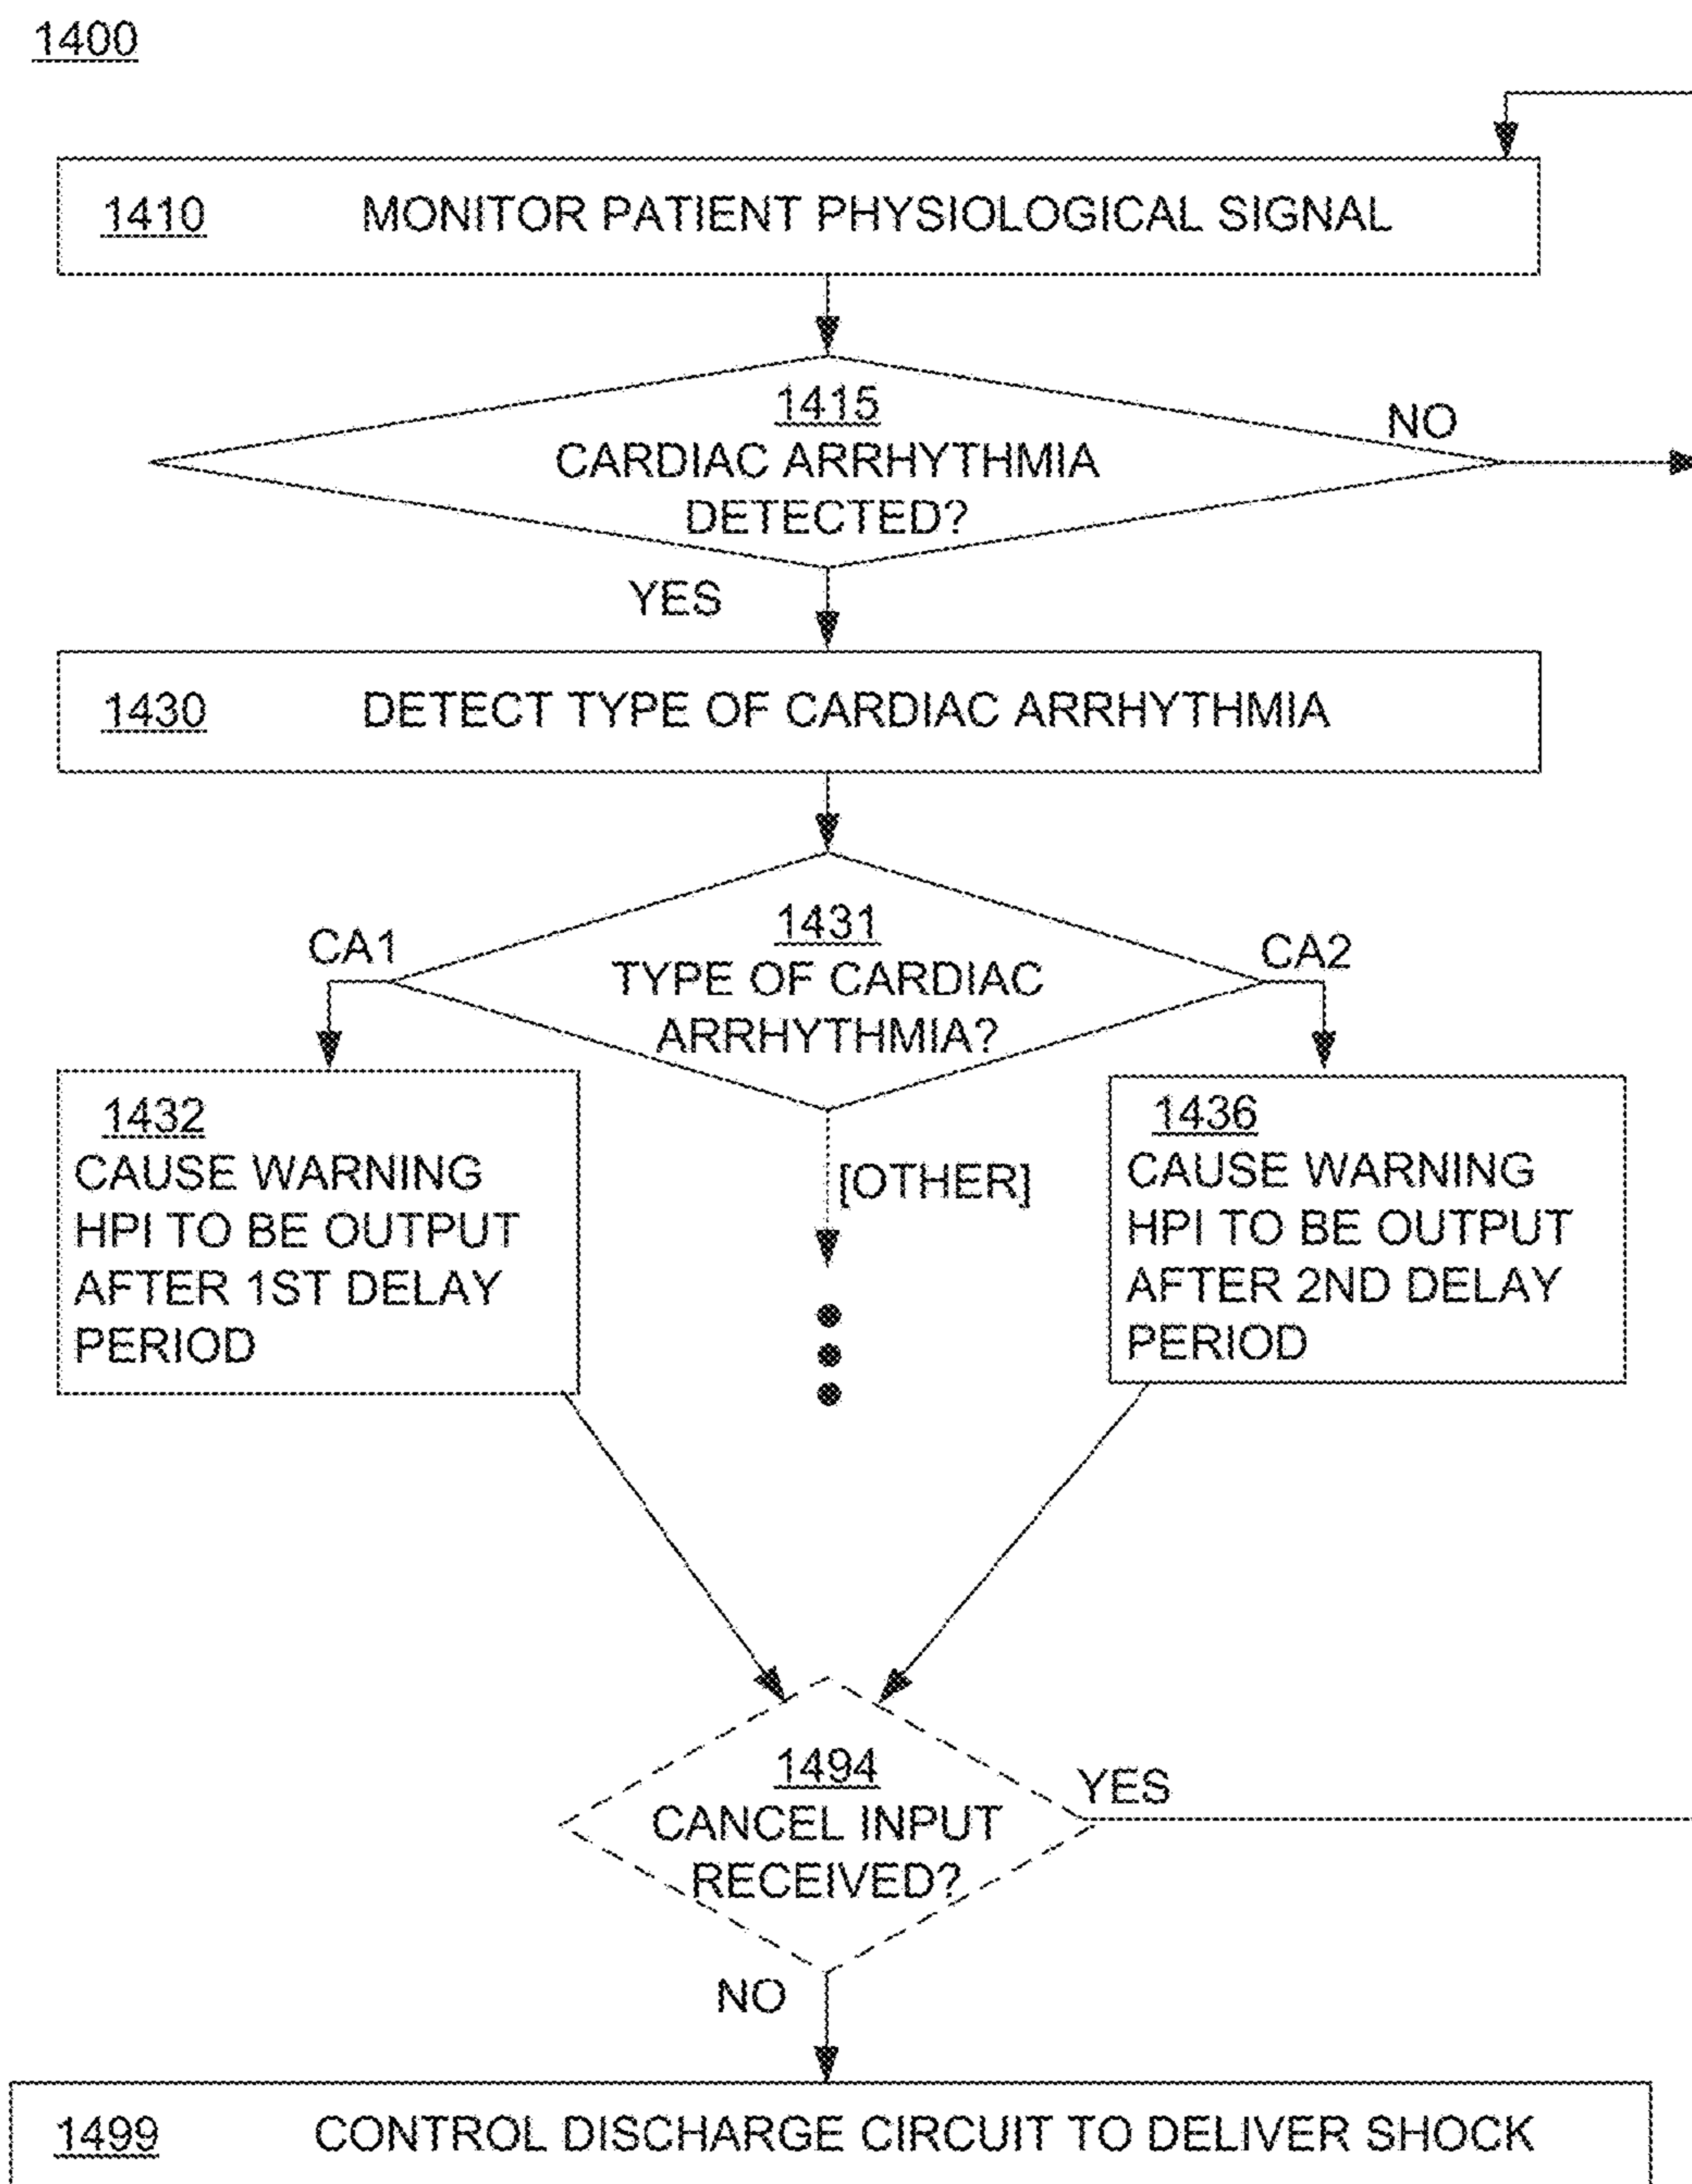 1400
1410 MONITOR PATIENT PHYSIOLOGICAL SIGNAL
1415
CARDIAC ARRHYTHMIA
DETECTED?
NO
YES
1430 DETECT TYPE OF CARDIAC ARRHYTHMIA
1431
TYPE OF CARDIAC
ARRHYTHMIA?
CA1
CA2
1432
CAUSE WARNING
HPI TO BE OUTPUT
AFTER 1ST DELAY
PERIOD
[OTHER]
1436
CAUSE WARNING
HPI TO BE OUTPUT
AFTER 2ND DELAY
PERIOD
1494
CANCEL INPUT
RECEIVED?
YES
NO
1499 CONTROL DISCHARGE CIRCUIT TO DELIVER SHOCK